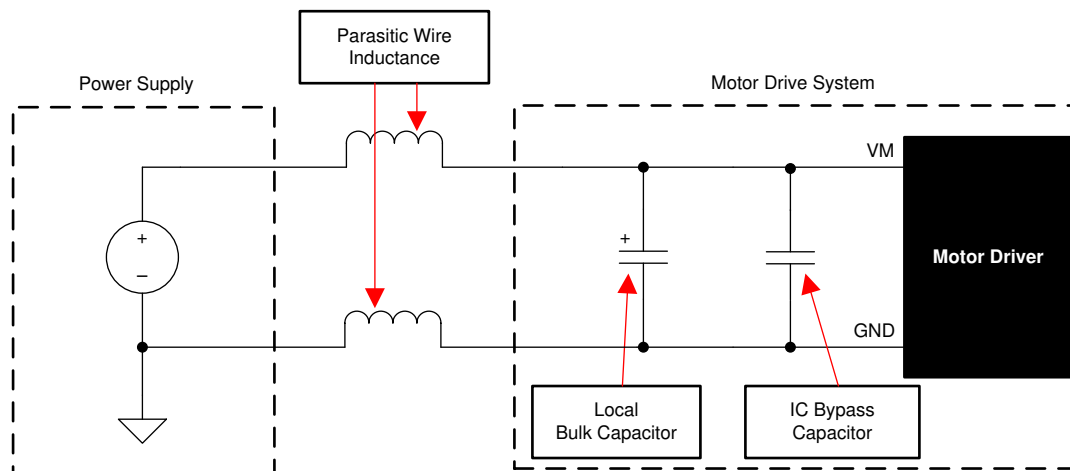 Parasitic Wire
Inductance
Power Supply
Motor Drive System
VM
+
+
–
Motor Driver
GND
Local
Bulk Capacitor
IC Bypass
Capacitor